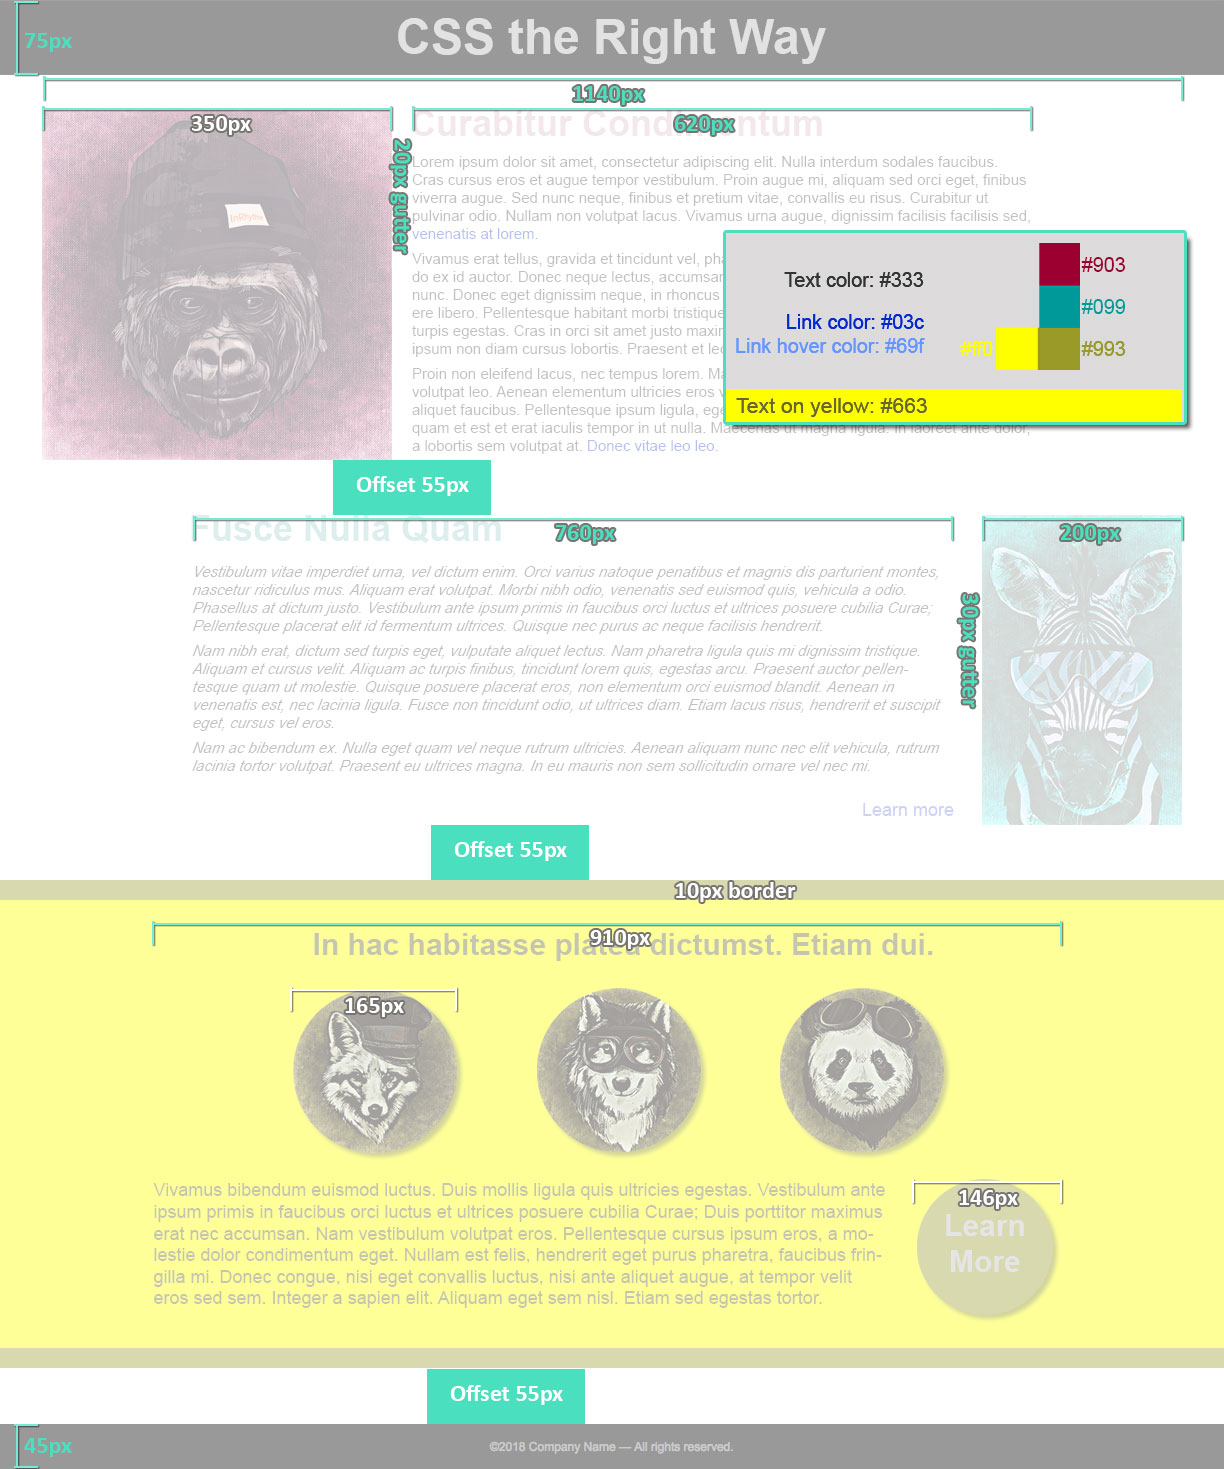 CSS the Right Way
75px
1140px
350px
620px
Curabitur Condimentum
20px gutter
InRhythm
Lorem ipsum dolor sit amet, consectetur adipiscing elit. Nulla interdum sodales faucibus.
Cras cursus eros et augue tempor vestibulum. Proin augue mi, aliquam sed orci eget, finibus
viverra augue. Sed nunc neque, finibus et pretium vitae, convallis eu risus. Curabitur ut
pulvinar odio. Nullam non volutpat lacus. Vivamus urna augue, dignissim facilisis facilisis sed,
venenatis at lorem.
Vivamus erat tellus, gravida et tincidunt vel,
do ex id auctor. Donec neque lectus,
nunc. Donec eget dignissim neque, in rhoncus
ere libero. Pellentesque habitant morbi tristique
turpis egestas. Cras in orci sit amet justo
ipsum non diam cursus lobortis. Praesent et
Proin non eleifend lacus, nec tempus lorem.
volutpat leo. Aenean elementum ultricies eros
aliquet faucibus. Pellentesque ipsum ligula,
quam et est et erat iaculis tempor in ut nulla. Maecenas ut magna ligula. In laoreet ante dolor,
a lobortis sem volutpat at. Donec vitae leo leo.
Text color: #333
Link color: #03c
Link hover color: #69f
#903
#099
#ff0
#993
Text on yellow: #663
Offset 55px
Fusce Nulla Quam
760px
200px
30px gutter
Vestibulum vitae imperdiet urna, vel dictum enim. Orci varius natoque penatibus et magnis dis parturient montes,
nascetur ridiculus mus. Aliquam erat volutpat. Morbi nibh odio, venenatis sed euismod quis, vehicula a odio.
Phasellus at dictum justo. Vestibulum ante ipsum primis in faucibus orci luctus et ultrices posuere cubilia Curae;
Pellentesque placerat elit id fermentum ultrices. Quisque nec purus ac neque facilisis hendrerit.
Nam nibh erat, dictum sed turpis eget, vulputate aliquet lectus. Nam pharetra ligula quis mi dignissim tristique.
Aliquam et cursus velit. Aliquam ac turpis finibus, tincidunt lorem quis, egestas arcu. Praesent auctor pellen-
tesque quam ut molestie. Quisque posuere placerat eros, non elementum orci euismod blandit. Aenean in
venenatis est, nec lacinia ligula. Fusce non tincidunt odio, ut ultrices diam. Etiam lacus risus, hendrerit et suscipit
eget, cursus vel eros.
Nam ac bibendum ex. Nulla eget quam vel neque rutrum ultricies. Aenean aliquam nunc nec elit vehicula, rutrum
lacinia tortor volutpat. Praesent eu ultrices magna. In eu mauris non sem sollicitudin ornare vel nec mi.
Learn more
Offset 55px
10px border
910px
In hac habitasse platea dictumst. Etiam dui.
165px
Vivamus bibendum euismod luctus. Duis mollis ligula quis ultricies egestas. Vestibulum ante
ipsum primis in faucibus orci luctus et ultrices posuere cubilia Curae; Duis porttitor maximus
erat nec accumsan. Nam vestibulum volutpat eros. Pellentesque cursus ipsum eros, a mo-
lestie dolor condimentum eget. Nullam est felis, hendrerit eget purus pharetra, faucibus frin-
gilla mi. Donec congue, nisi eget convallis luctus, nisi ante aliquet augue, at tempor velit
eros sed sem. Integer a sapien elit. Aliquam eget sem nisl. Etiam sed egestas tortor.
146px
Learn
More
Offset 55px
45px
©2018 Company Name — All rights reserved.